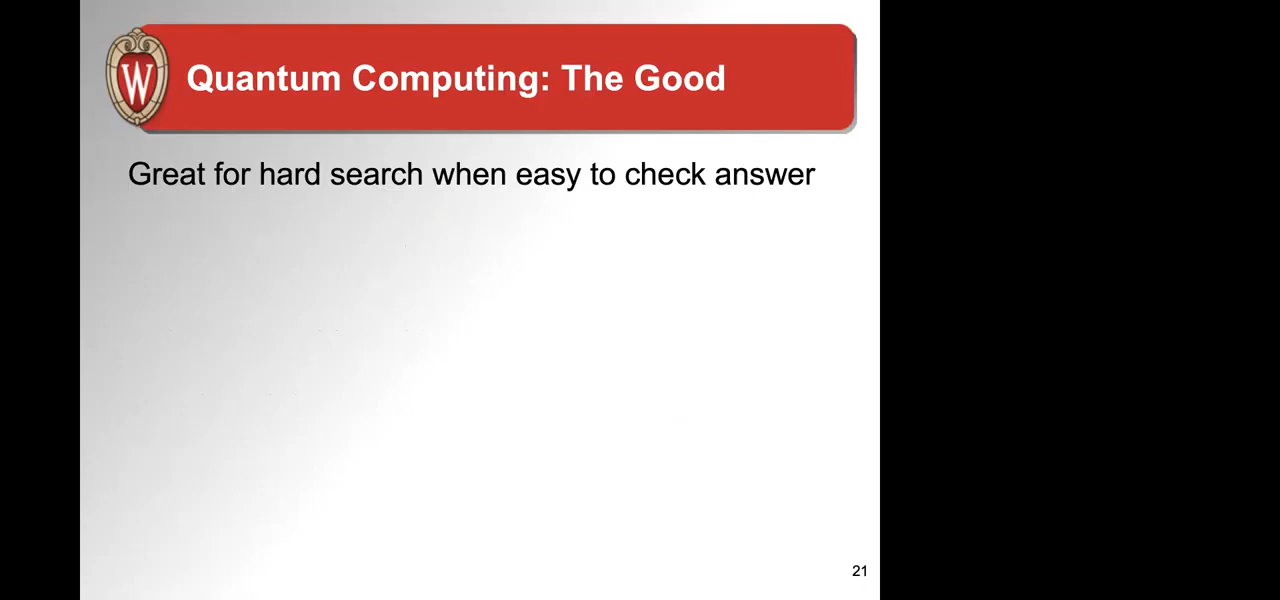 W
Quantum Computing: The Good
Great for hard search when easy to check answer
21